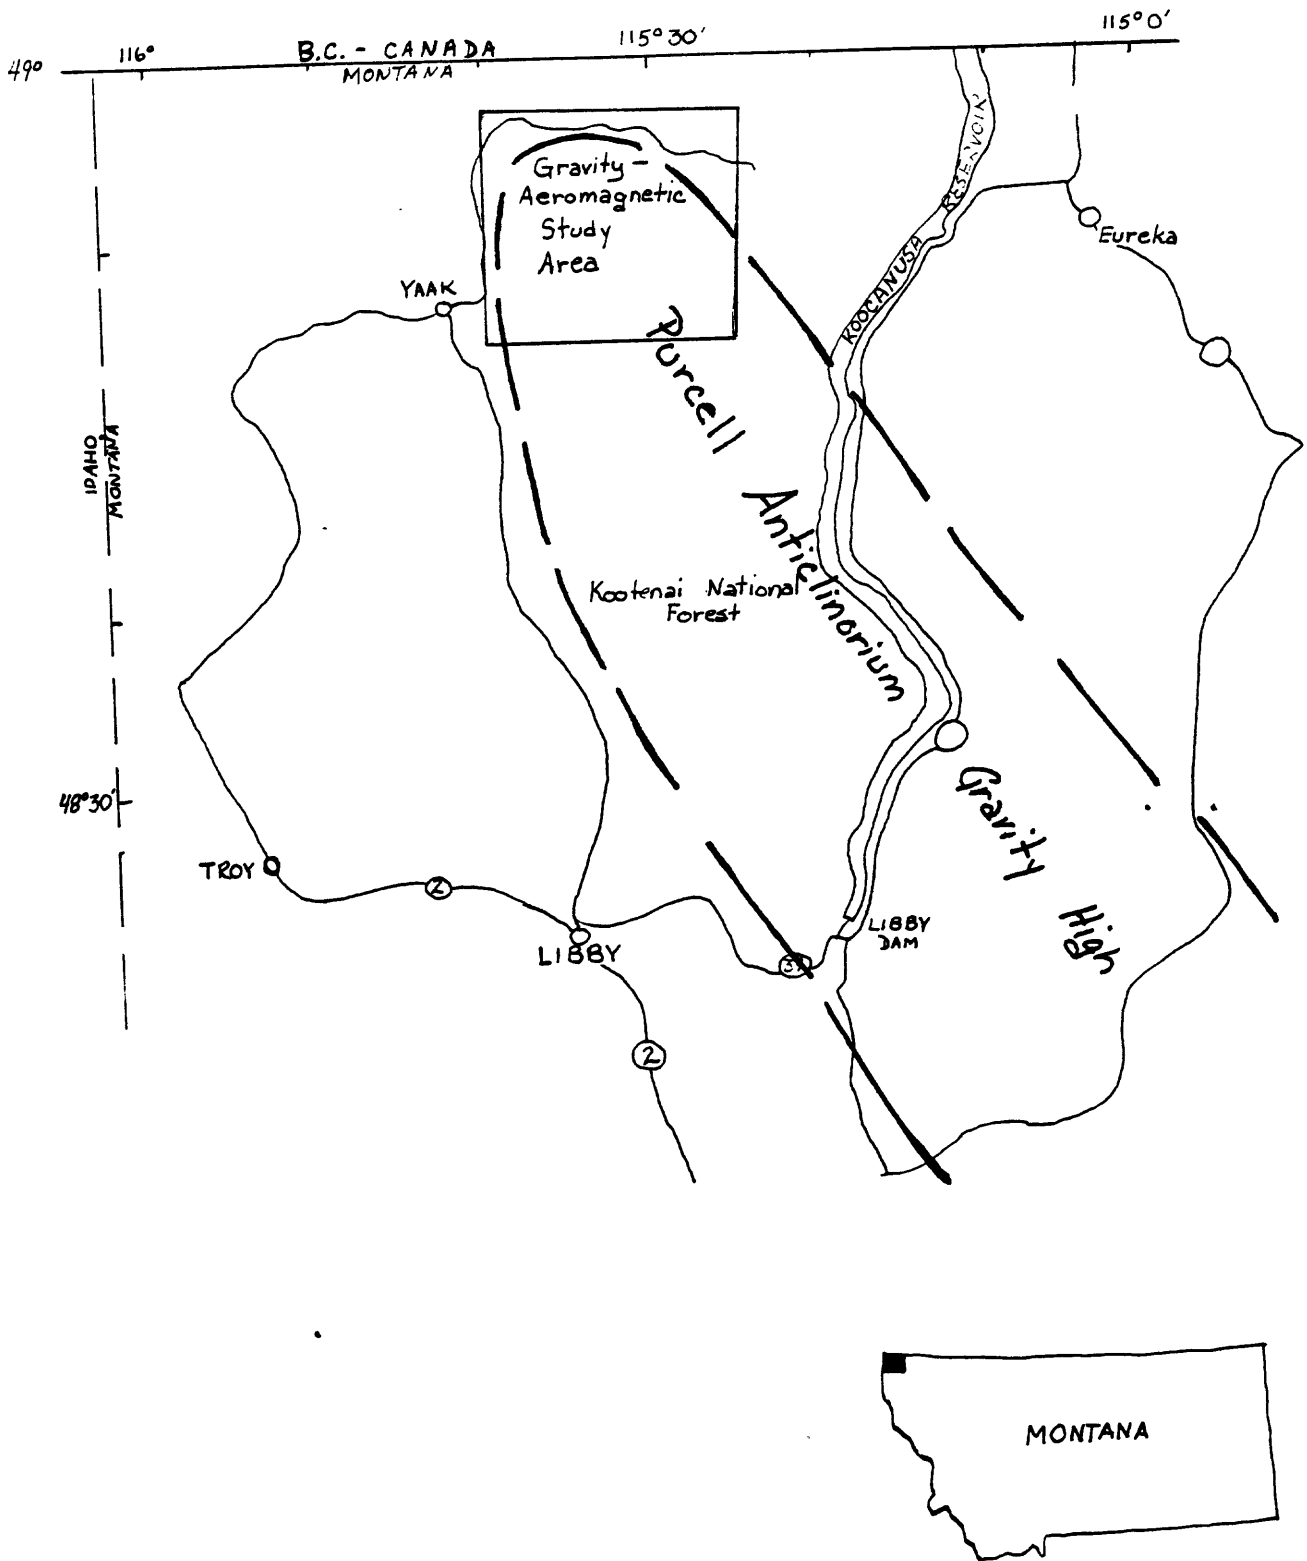 49°
116°
B.C. - CANADA
MONTANA
115° 30'
115° 0'
Gravity -
Aeromagnetic
Study
Area
KOOCANUSA RESERVOIR
Eureka
YAAK
IDAHO
MONTANA
Purcell Anticlinorium Gravity High
Kootenai National
Forest
48°30'
TROY
2
LIBBY
37
LIBBY
DAM
2
MONTANA